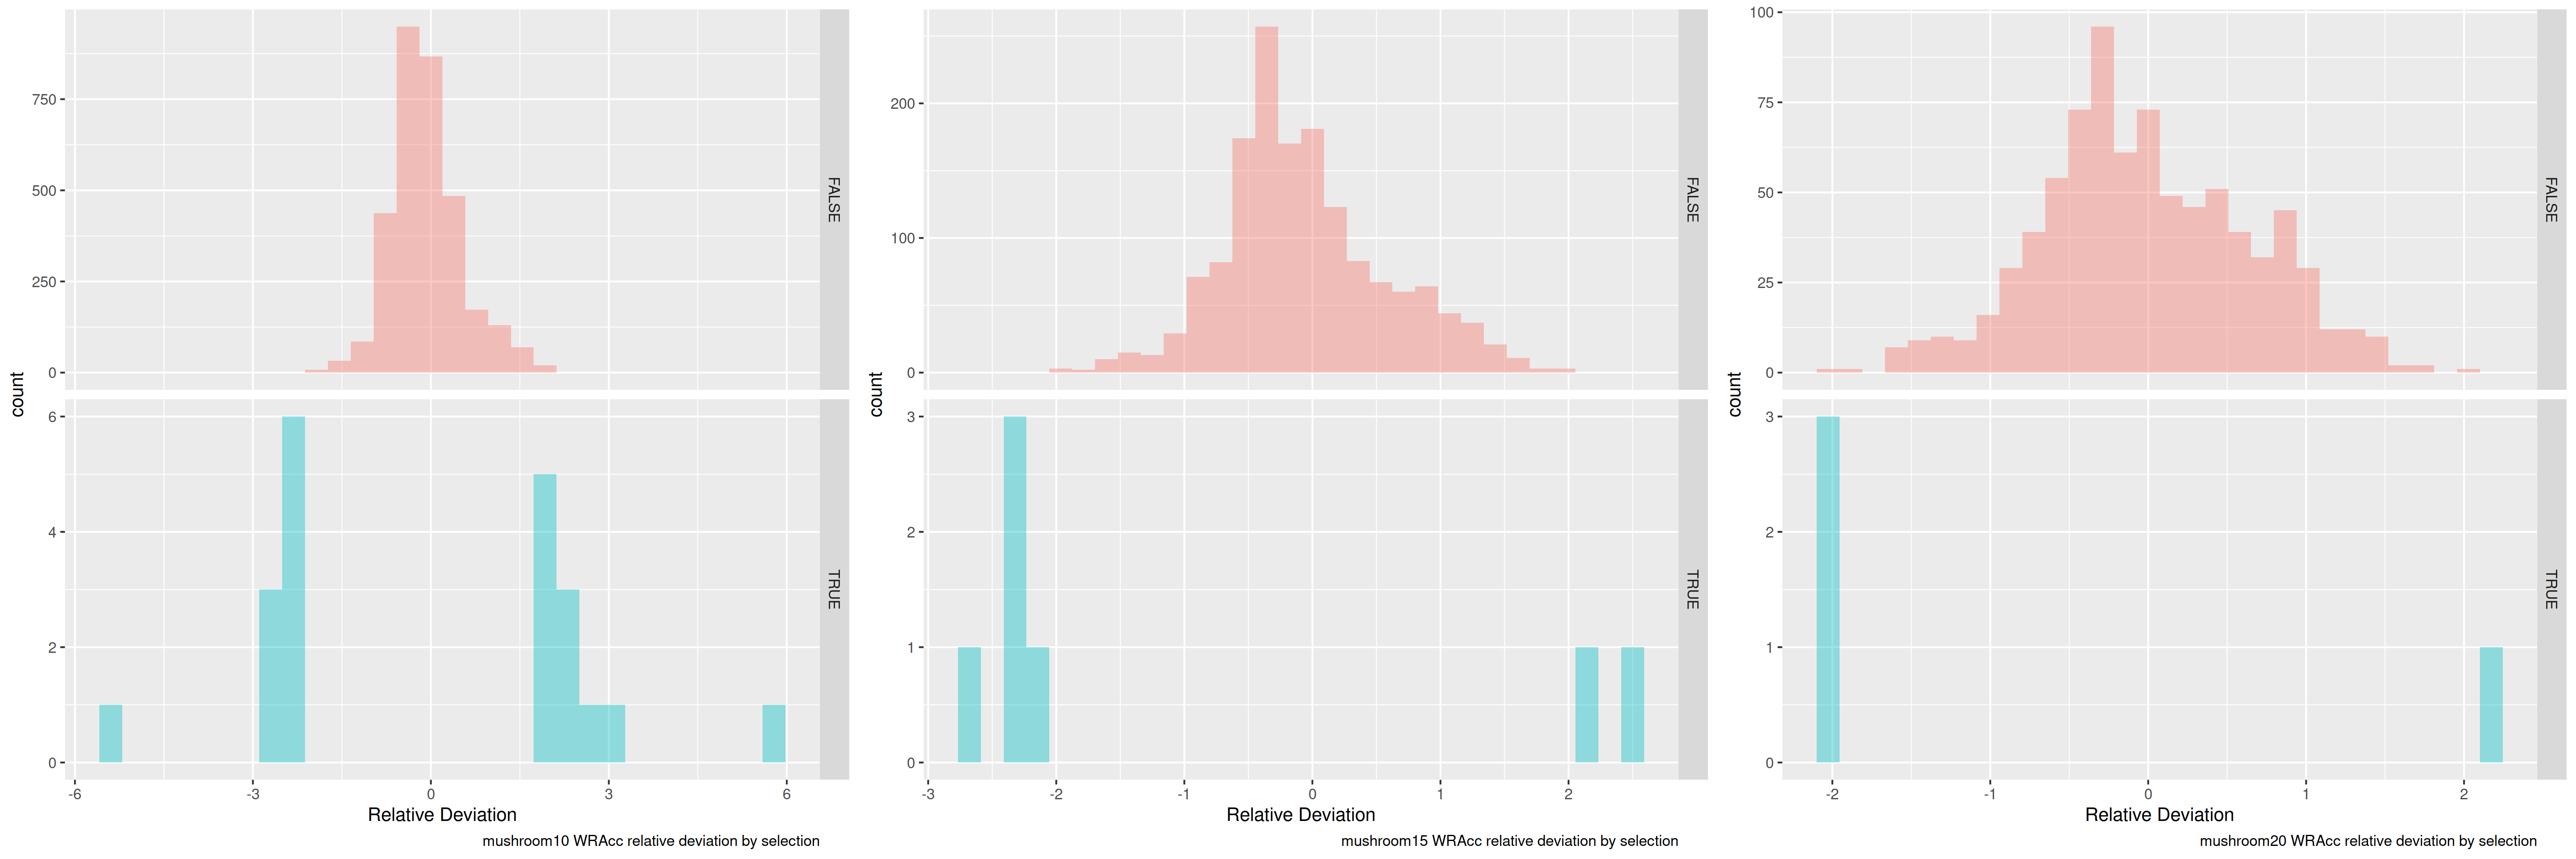 count
750
500
250
0
FALSE
6
4
2
0
TRUE
-6 -3 0 3 6
Relative Deviation
mushroom10 WRAcc relative deviation by selection
count
200
100
0
FALSE
3
2
1
0
TRUE
-3 -2 -1 0 1 2
Relative Deviation
mushroom15 WRAcc relative deviation by selection
count
100
75
50
25
0
FALSE
3
2
1
0
TRUE
-2 -1 0 1 2
Relative Deviation
mushroom20 WRAcc relative deviation by selection